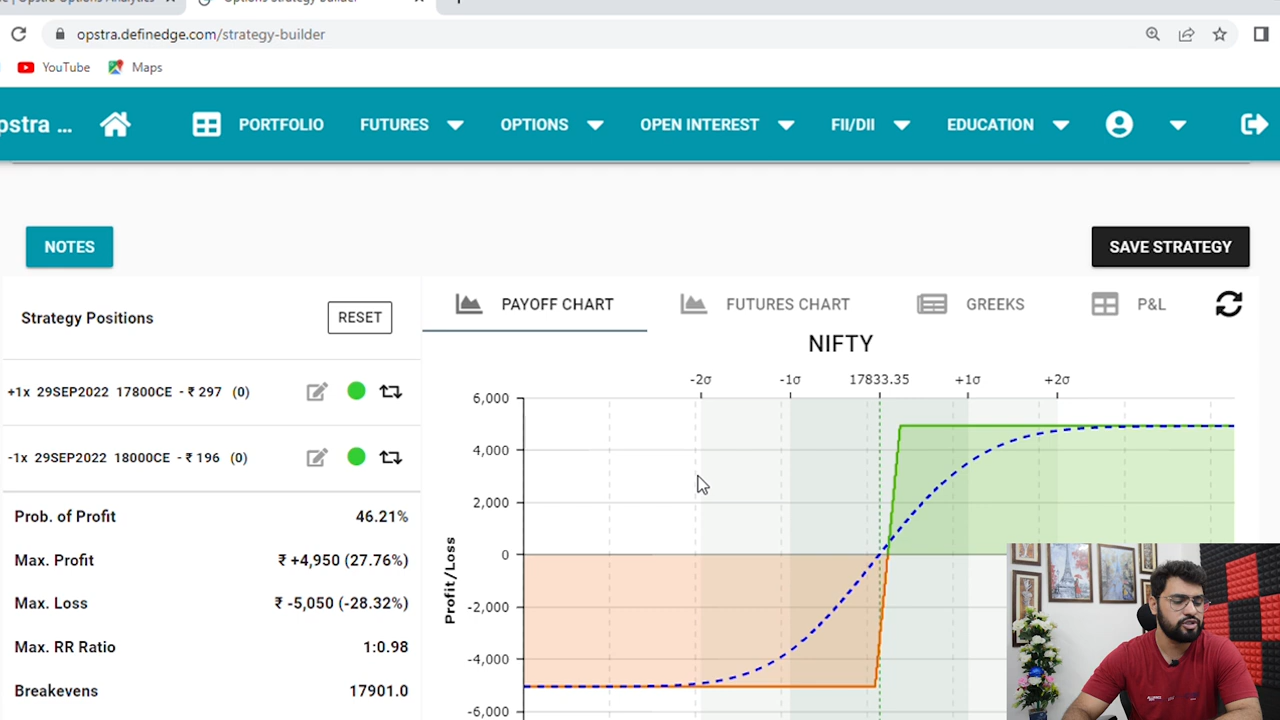 opstra.definedge.com/strategy-builder
YouTube Maps
pstra ... PORTFOLIO FUTURES OPTIONS OPEN INTEREST FII/DII EDUCATION
NOTES
SAVE STRATEGY
Strategy Positions RESET
+1x 29SEP2022 17800CE - ₹ 297 (0)
-1x 29SEP2022 18000CE - ₹ 196 (0)
Prob. of Profit 46.21%
Max. Profit ₹ +4,950 (27.76%)
Max. Loss ₹ -5,050 (-28.32%)
Max. RR Ratio 1:0.98
Breakevens 17901.0
PAYOFF CHART FUTURES CHART GREEKS P&L
NIFTY
-2σ -1σ 17833.35 +1σ +2σ
6,000
4,000
2,000
0
-2,000
-4,000
-6,000
Profit/Loss